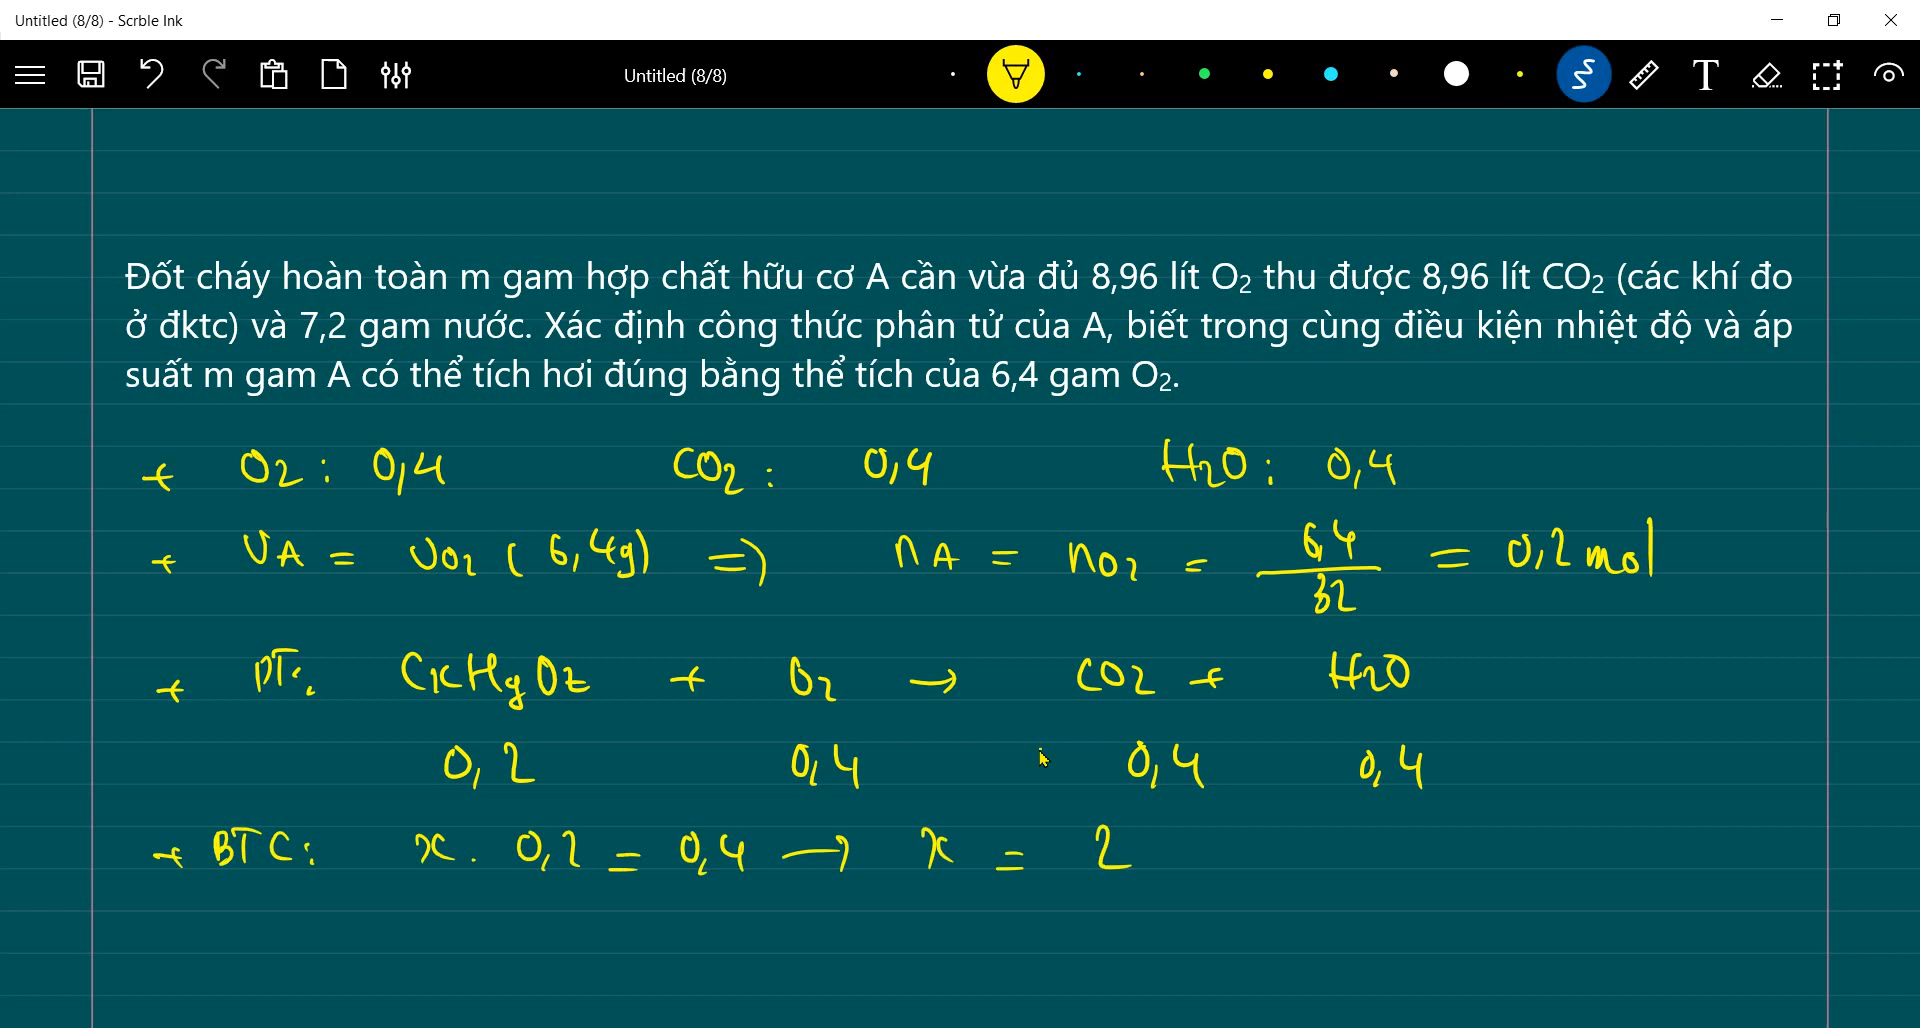 Untitled (8/8) - Scrble Ink
Untitled (8/8)
T
Đốt cháy hoàn toàn m gam hợp chất hữu cơ A cần vừa đủ 8,96 lít O₂ thu được 8,96 lít CO₂ (các khí đo
ở đktc) và 7,2 gam nước. Xác định công thức phân tử của A, biết trong cùng điều kiện nhiệt độ và áp
suất m gam A có thể tích hơi đúng bằng thể tích của 6,4 gam O₂.
+ O2 : 0,4 CO2 : 0,4 H2O : 0,4
+ VA = VO2 ( 6,4g) => nA = nO2 = 6,4/32 = 0,2 mol
+ PT: CxHyOz + O2 → CO2 + H2O
0,2 0,4 0,4 0,4
+ BTC: x . 0,2 = 0,4 → x = 2